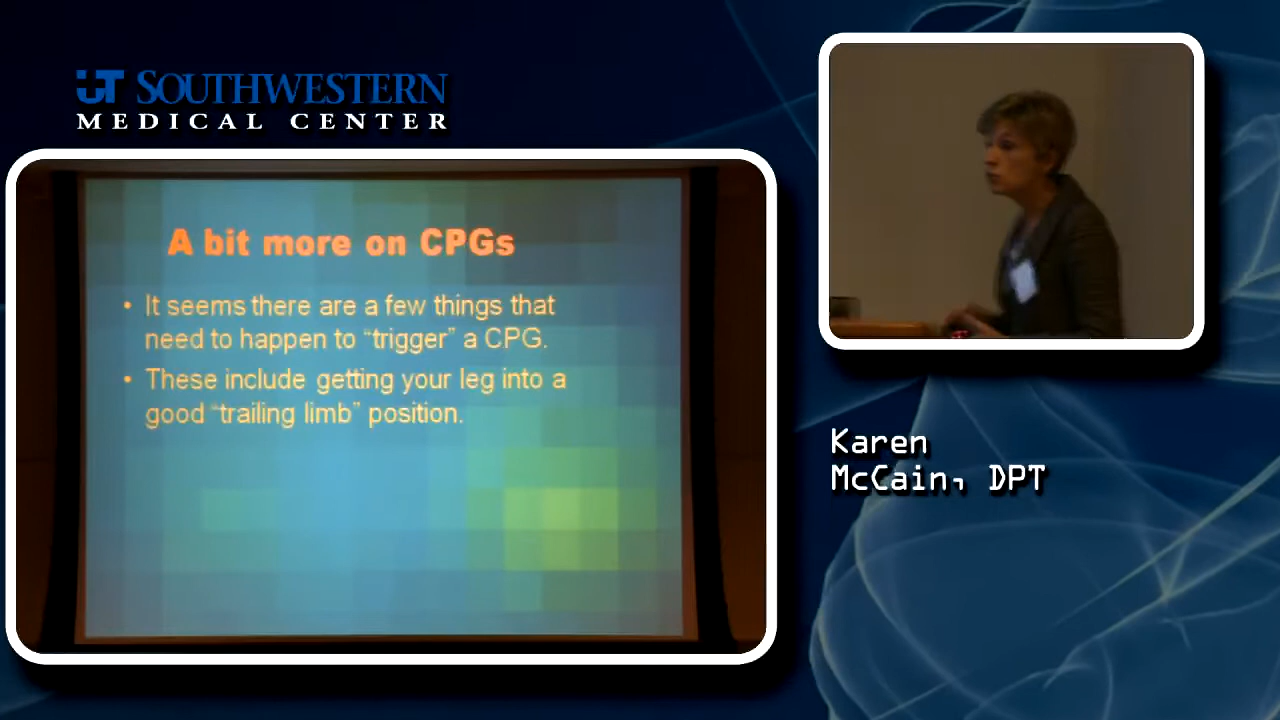 UT SOUTHWESTERN
MEDICAL CENTER
A bit more on CPGs
• It seems there are a few things that
need to happen to “trigger” a CPG.
• These include getting your leg into a
good “trailing limb” position.
Karen
McCain, DPT